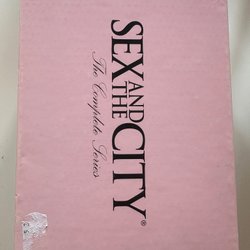 SEX AND THE CITY®
The Complete Series